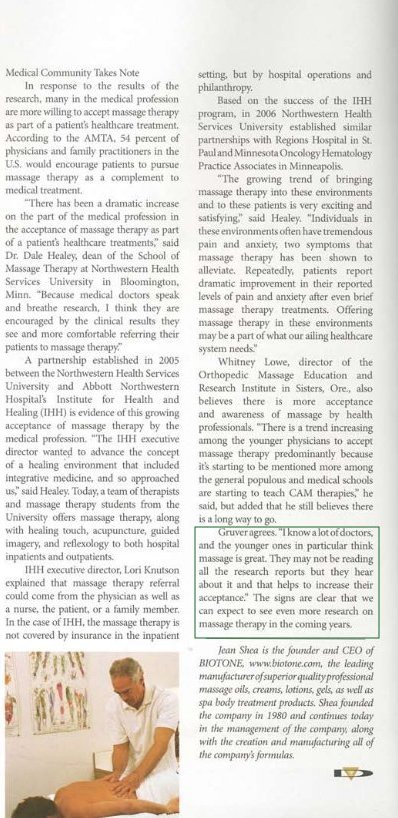 Medical Community Takes Note
In response to the results of the
research, many in the medical profession
are more willing to accept massage therapy
as part of a patient's healthcare treatment.
According to the AMTA, 54 percent of
physicians and family practitioners in the
U.S. would encourage patients to pursue
massage therapy as a complement to
medical treatment.
"There has been a dramatic increase
on the part of the medical profession in
the acceptance of massage therapy as part
of a patient's healthcare treatments," said
Dr. Dale Healey, dean of the School of
Massage Therapy at Northwestern Health
Services University in Bloomington,
Minn. "Because medical doctors speak
and breathe research, I think they are
encouraged by the clinical results they
see and more comfortable referring their
patients to massage therapy."
A partnership established in 2005
between the Northwestern Health Services
University and Abbott Northwestern
Hospital's Institute for Health and
Healing (IHH) is evidence of this growing
acceptance of massage therapy by the
medical profession. "The IHH executive
director wanted to advance the concept
of a healing environment that included
integrative medicine, and so approached
us," said Healey. Today, a team of therapists
and massage therapy students from the
University offers massage therapy, along
with healing touch, acupuncture, guided
imagery, and reflexology to both hospital
inpatients and outpatients.
IHH executive director, Lori Knutson
explained that massage therapy referral
could come from the physician as well as
a nurse, the patient, or a family member.
In the case of IHH, the massage therapy is
not covered by insurance in the inpatient
setting, but by hospital operations and
philanthropy.
Based on the success of the IHH
program, in 2006 Northwestern Health
Services University established similar
partnerships with Regions Hospital in St.
Paul and Minnesota Oncology Hematology
Practice Associates in Minneapolis.
"The growing trend of bringing
massage therapy into these environments
and to these patients is very exciting and
satisfying," said Healey. "Individuals in
these environments often have tremendous
pain and anxiety, two symptoms that
massage therapy has been shown to
alleviate. Repeatedly, patients report
dramatic improvement in their reported
levels of pain and anxiety after even brief
massage therapy treatments. Offering
massage therapy in these environments
may be a part of what our ailing healthcare
system needs."
Whitney Lowe, director of the
Orthopedic Massage Education and
Research Institute in Sisters, Ore., also
believes there is more acceptance
and awareness of massage by health
professionals. "There is a trend increasing
among the younger physicians to accept
massage therapy predominantly because
it's starting to be mentioned more among
the general populous and medical schools
are starting to teach CAM therapies," he
said, but added that he still believes there
is a long way to go.
Gruver agrees. "I know a lot of doctors,
and the younger ones in particular think
massage is great. They may not be reading
all the research reports but they hear
about it and that helps to increase their
acceptance." The signs are clear that we
can expect to see even more research on
massage therapy in the coming years.
Jean Shea is the founder and CEO of
BIOTONE, www.biotone.com, the leading
manufacturer of superior quality professional
massage oils, creams, lotions, gels, as well as
spa body treatment products. Shea founded
the company in 1980 and continues today
in the management of the company, along
with the creation and manufacturing all of
the company's formulas.